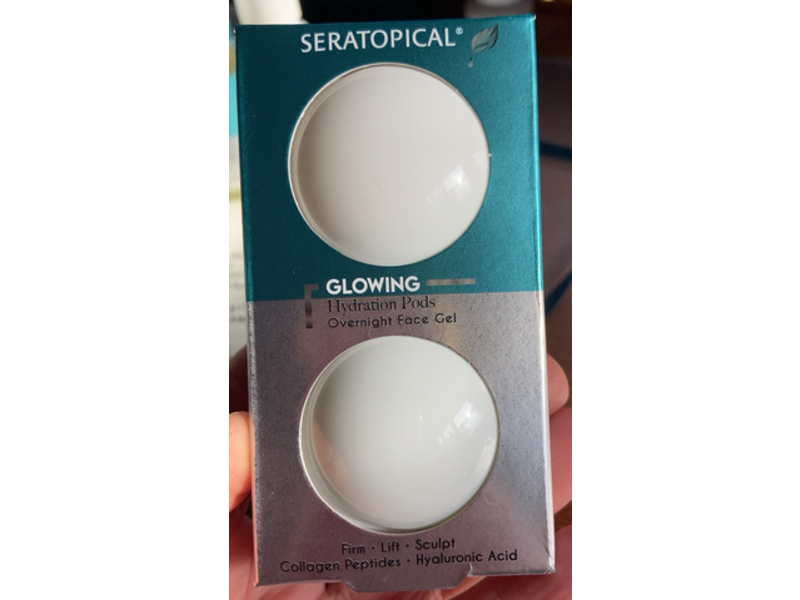 SERATOPICAL®
GLOWING
Hydration Pods
Overnight Face Gel
Firm • Lift • Sculpt
Collagen Peptides • Hyaluronic Acid